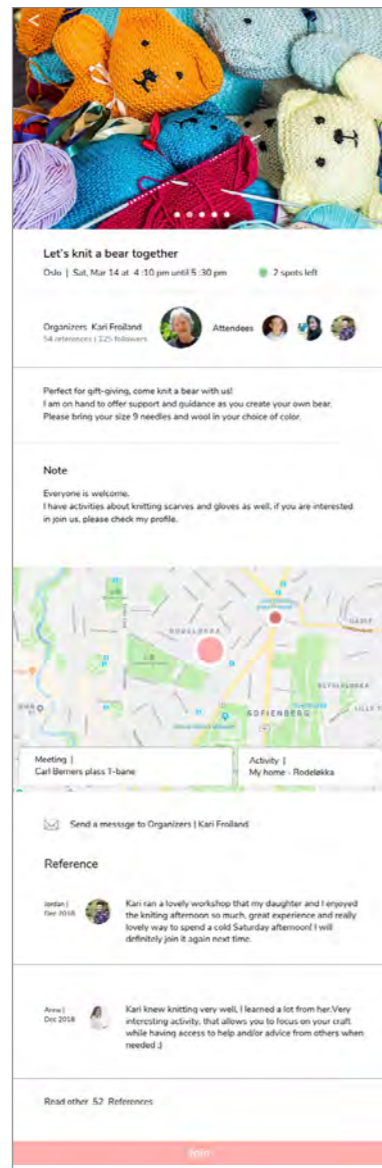 Let's knit a bear together
Oslo | Sat, Mar 14 at 4:10 pm until 5:30 pm
2 spots left
Organizers Kari Froiland
54 references | 125 followers
Attendees
Perfect for gift-giving, come knit a bear with us!
I am on hand to offer support and guidance as you create your own bear.
Please bring your size 9 needles and wool in your choice of color.
Note
Everyone is welcome.
I have activities about knitting scarves and gloves as well, if you are interested
in join us, please check my profile.
RODELØKKA
SOFIENBERG
Meeting |
Carl Berners plass T-bane
Activity |
My home - Rodeløkka
Send a messsge to Organizers | Kari Froiland
Reference
Jordan |
Dec 2018
Kari ran a lovely workshop that my daughter and I enjoyed
the kniting afternoon so much, great experience and really
lovely way to spend a cold Saturday afternoon! I will
definitely join it again next time.
Anna |
Dec 2018
Kari knew knitting very well, I learned a lot from her.Very
interesting activity, that allows you to focus on your craft
while having access to help and/or advice from others when
needed :)
Read other 52 References
Join